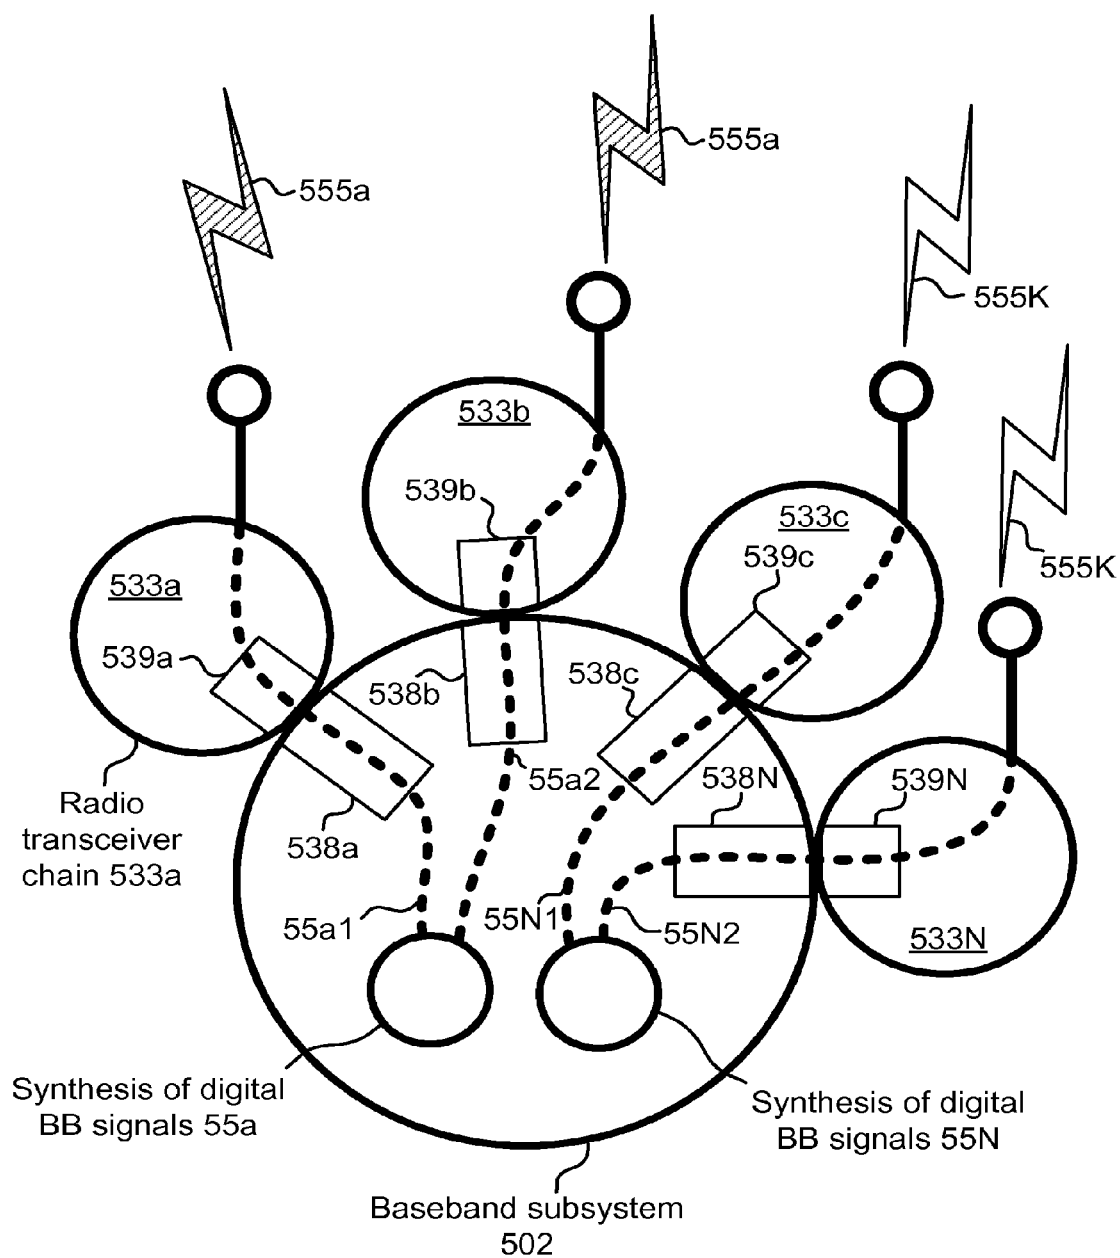 555a
555a
555K
555K
533b
539b
533c
539c
533a
539a
538b
538c
55a2
538N
539N
Radio
transceiver
chain 533a
538a
55a1
55N1
55N2
533N
Synthesis of digital
BB signals 55a
Synthesis of digital
BB signals 55N
Baseband subsystem
502